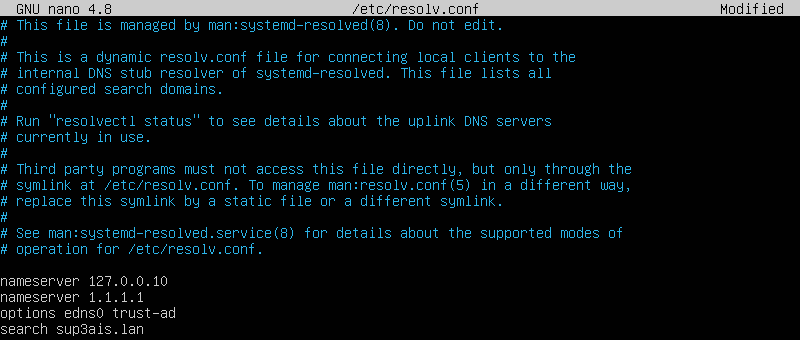 GNU nano 4.8 /etc/resolv.conf Modified
# This file is managed by man:systemd-resolved(8). Do not edit.
#
# This is a dynamic resolv.conf file for connecting local clients to the
# internal DNS stub resolver of systemd-resolved. This file lists all
# configured search domains.
#
# Run "resolvectl status" to see details about the uplink DNS servers
# currently in use.
#
# Third party programs must not access this file directly, but only through the
# symlink at /etc/resolv.conf. To manage man:resolv.conf(5) in a different way,
# replace this symlink by a static file or a different symlink.
#
# See man:systemd-resolved.service(8) for details about the supported modes of
# operation for /etc/resolv.conf.
nameserver 127.0.0.10
nameserver 1.1.1.1
options edns0 trust-ad
search sup3ais.lan